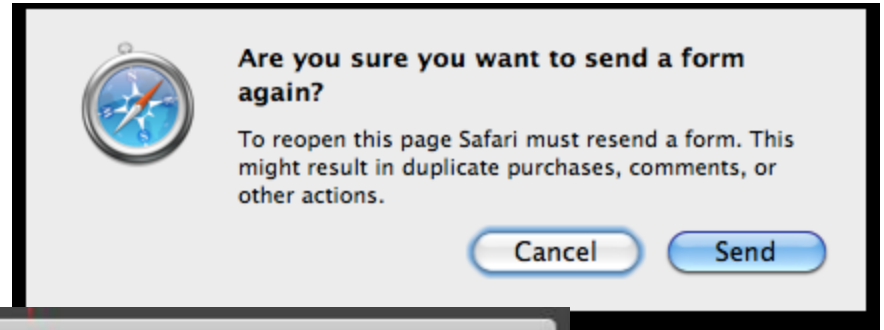 Are you sure you want to send a form
again?
To reopen this page Safari must resend a form. This
might result in duplicate purchases, comments, or
other actions.
Cancel Send